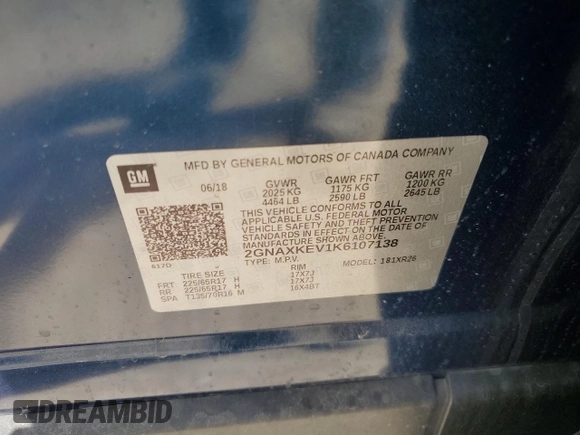 MFD BY GENERAL MOTORS OF CANADA COMPANY
GM
06/18 GVWR GAWR FRT GAWR RR
2025 KG 1175 KG 1200 KG
4464 LB 2590 LB 2645 LB
THIS VEHICLE CONFORMS TO ALL
APPLICABLE U.S. FEDERAL MOTOR
VEHICLE SAFETY AND THEFT PREVENTION
STANDARDS IN EFFECT ON THE DATE OF
MANUFACTURE SHOWN ABOVE.
2GNAXKEV1K6107138
617D TYPE: M.P.V. MODEL: 181XR26
TIRE SIZE RIM
FRT 225/65R17 H 17X7J
RR 225/65R17 H 17X7J
SPA T135/70R16 M 16X4BT
DREAMBID